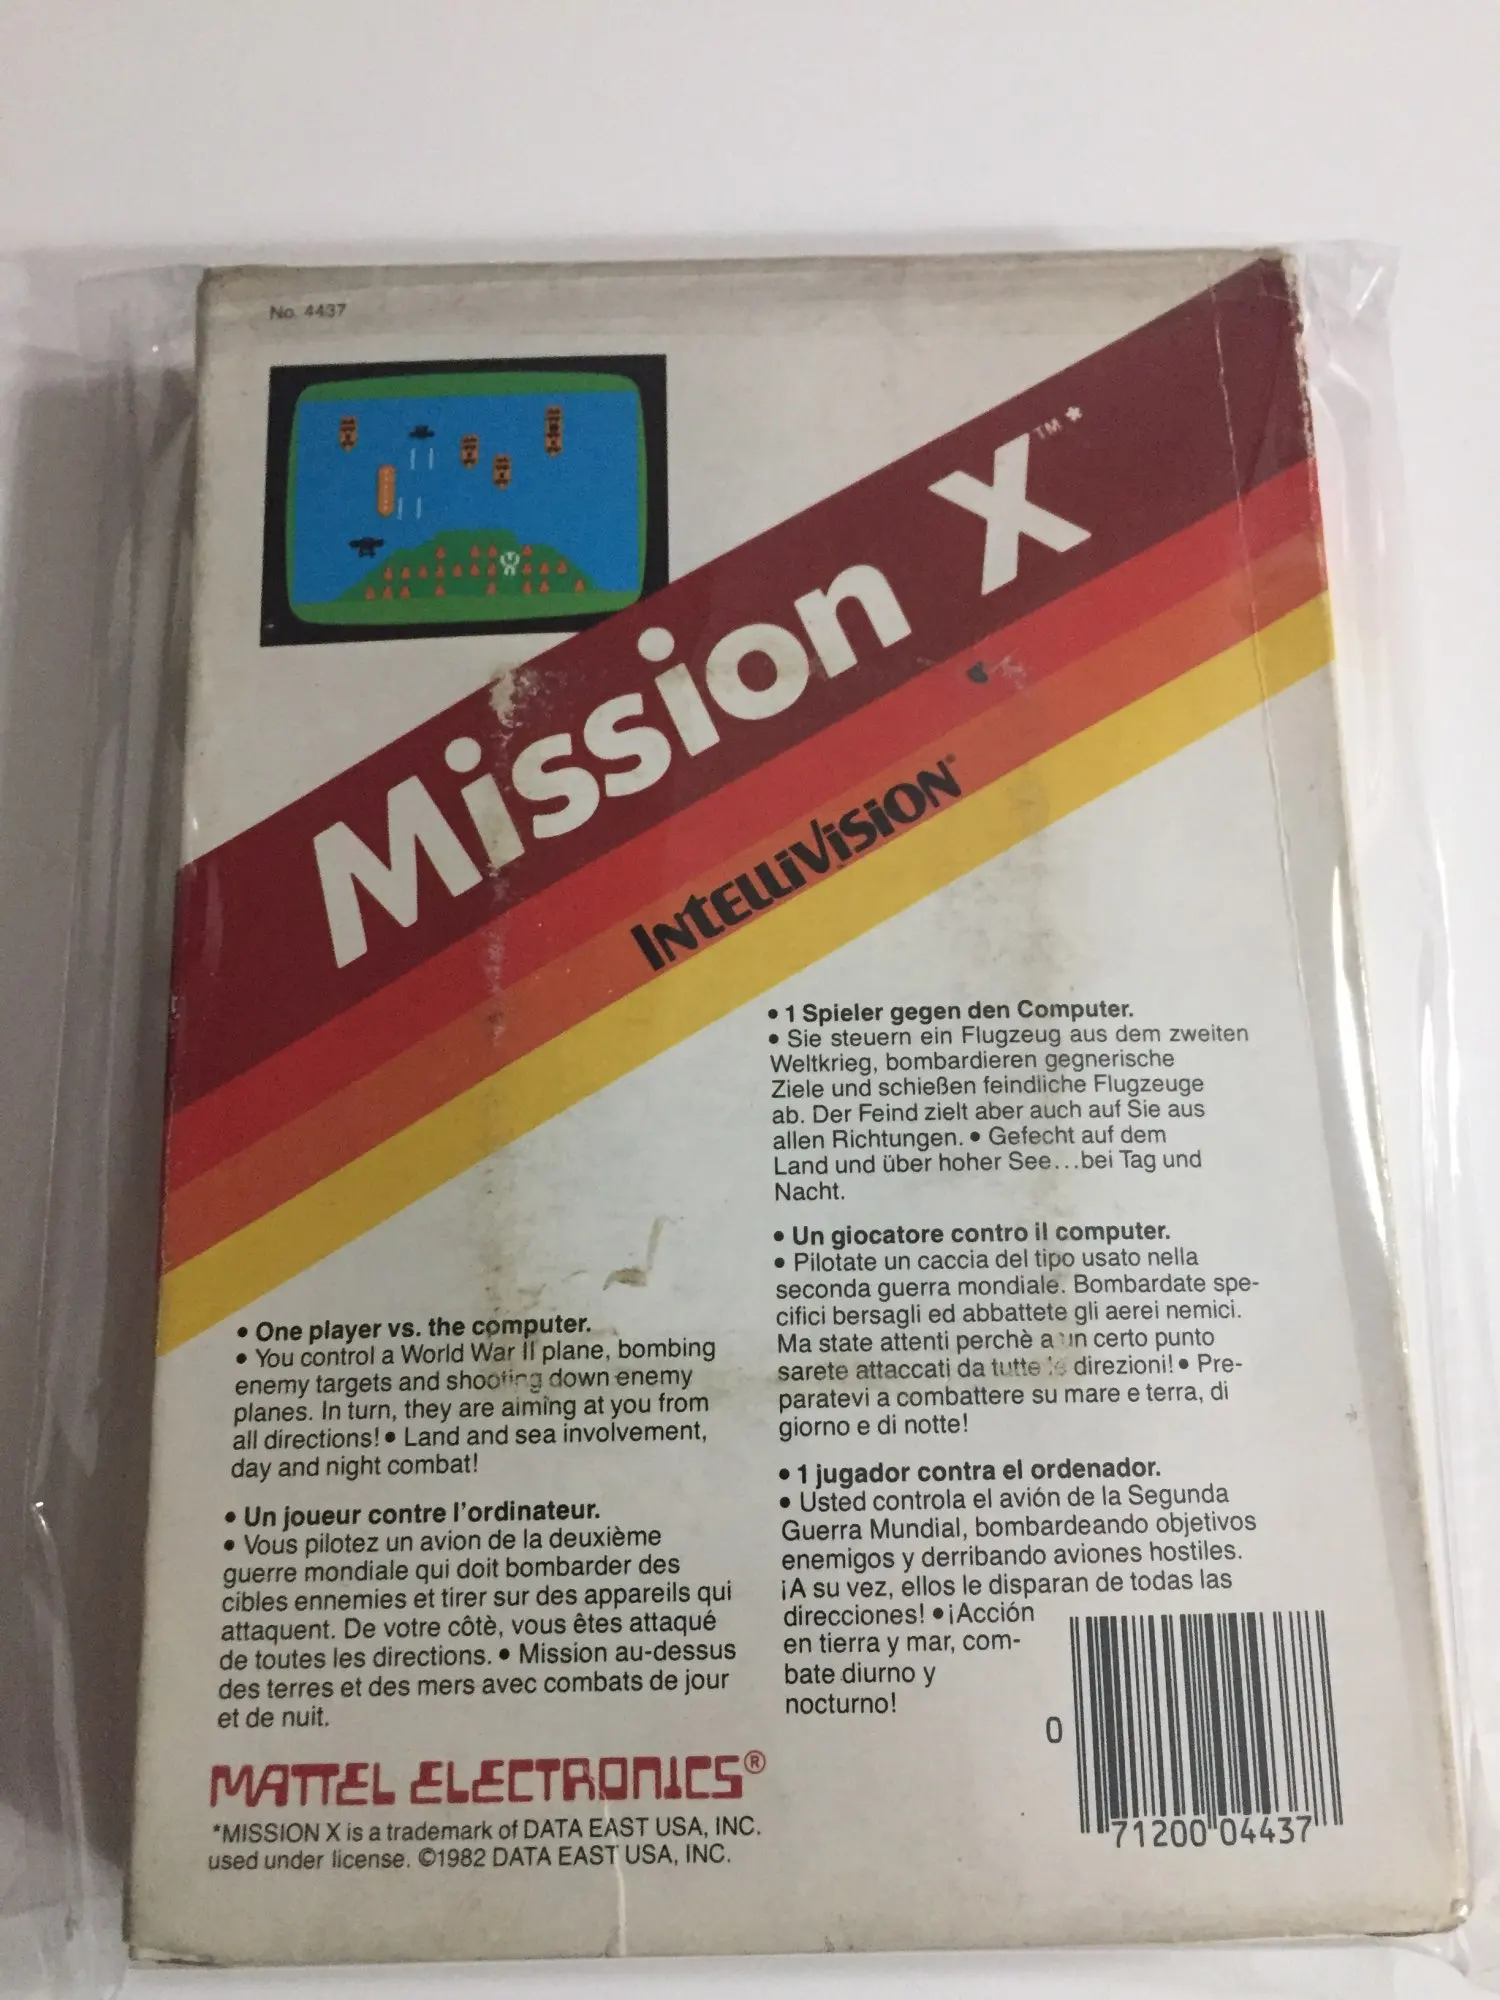 No. 4437
Mission X™*
INTELLIVISION®
• One player vs. the computer.
• You control a World War II plane, bombing
enemy targets and shooting down enemy
planes. In turn, they are aiming at you from
all directions! • Land and sea involvement,
day and night combat!
• Un joueur contre l'ordinateur.
• Vous pilotez un avion de la deuxième
guerre mondiale qui doit bombarder des
cibles ennemies et tirer sur des appareils qui
attaquent. De votre côtè, vous êtes attaqué
de toutes les directions. • Mission au-dessus
des terres et des mers avec combats de jour
et de nuit.
• 1 Spieler gegen den Computer.
• Sie steuern ein Flugzeug aus dem zweiten
Weltkrieg, bombardieren gegnerische
Ziele und schießen feindliche Flugzeuge
ab. Der Feind zielt aber auch auf Sie aus
allen Richtungen. • Gefecht auf dem
Land und über hoher See...bei Tag und
Nacht.
• Un giocatore contro il computer.
• Pilotate un caccia del tipo usato nella
seconda guerra mondiale. Bombardate spe-
cifici bersagli ed abbattete gli aerei nemici.
Ma state attenti perchè a un certo punto
sarete attaccati da tutte le direzioni! • Pre-
paratevi a combattere su mare e terra, di
giorno e di notte!
• 1 jugador contra el ordenador.
• Usted controla el avión de la Segunda
Guerra Mundial, bombardeando objetivos
enemigos y derribando aviones hostiles.
¡A su vez, ellos le disparan de todas las
direcciones! • ¡Acción
en tierra y mar, com-
bate diurno y
nocturno!
MATTEL ELECTRONICS®
*MISSION X is a trademark of DATA EAST USA, INC.
used under license. ©1982 DATA EAST USA, INC.
0 71200 04437